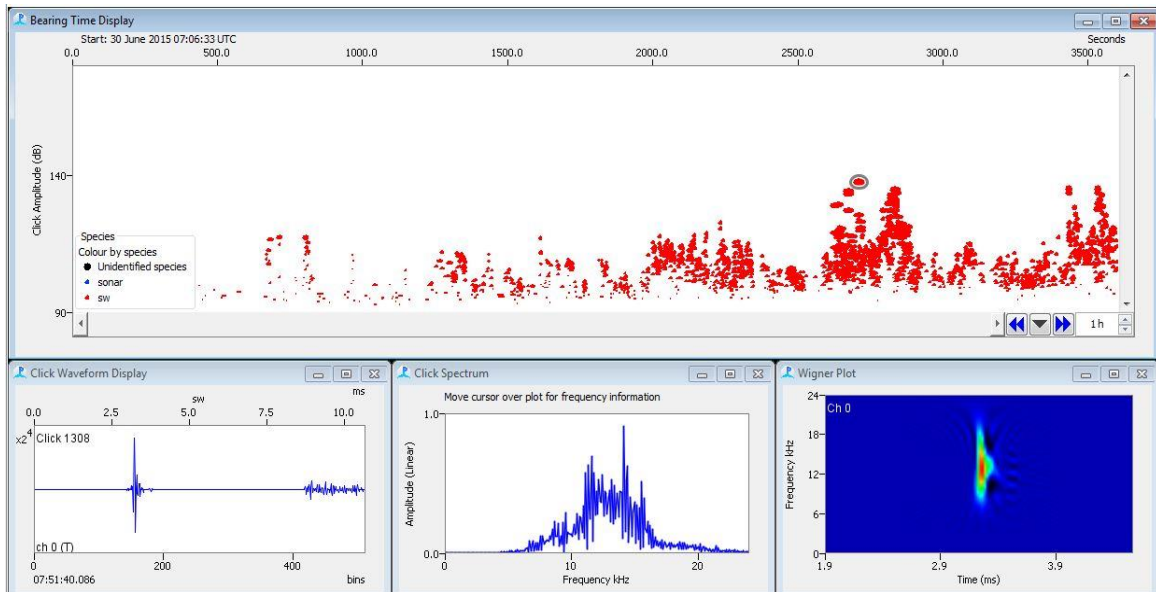 Bearing Time Display
Start: 30 June 2015 07:06:33 UTC
Seconds
0.0 500.0 1000.0 1500.0 2000.0 2500.0 3000.0 3500.0
Click Amplitude (dB)
140
90
Species
Colour by species
Unidentified species
sonar
sw
1h
Click Waveform Display
sw
ms
0.0 2.5 5.0 7.5 10.0
x2⁴
Click 1308
ch 0 (T)
0 200 400
07:51:40.086
bins
Click Spectrum
Move cursor over plot for frequency information
1.0
Amplitude (Linear)
0.0
0 10 20
Frequency kHz
Wigner Plot
Ch 0
24
18
12
6
0
Frequency kHz
1.9 2.9 3.9
Time (ms)